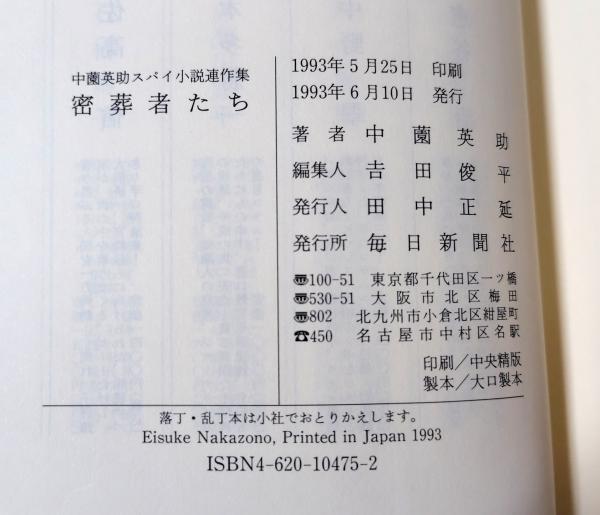 中薗英助スパイ小説連作集
密葬者たち
1993年5月25日 印刷
1993年6月10日 発行
著者 中薗英助
編集人 吉田俊平
発行人 田中正延
発行所 毎日新聞社
〠100-51 東京都千代田区一ツ橋
〠530-51 大阪市北区梅田
〠802 北九州市小倉北区紺屋町
☎450 名古屋市中村区名駅
印刷/中央精版
製本/大口製本
落丁・乱丁本は小社でおとりかえします。
Eisuke Nakazono, Printed in Japan 1993
ISBN4-620-10475-2